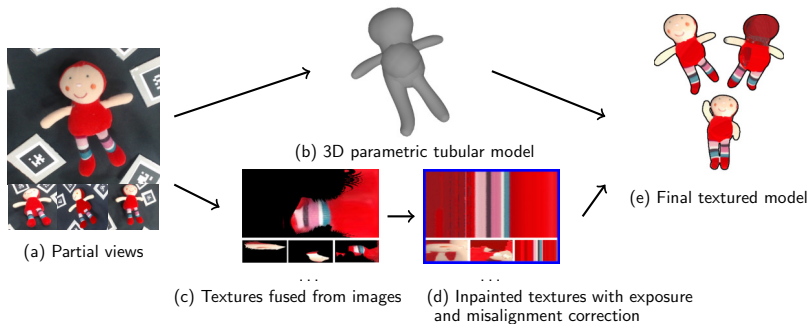 (b) 3D parametric tubular model
(e) Final textured model
(a) Partial views
... ...
(c) Textures fused from images
(d) Inpainted textures with exposure
and misalignment correction